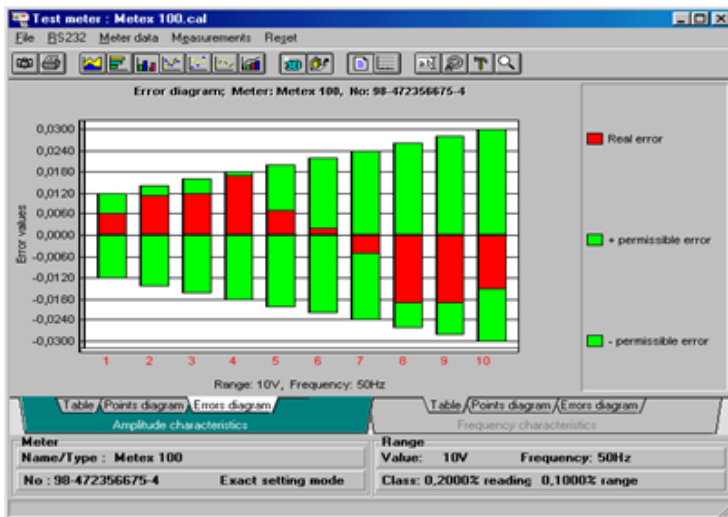 Test meter : Metex 100.cal
File RS232 Meter data Measurements Reset
Error diagram; Meter: Metex 100, No: 98-472356675-4
0,0300
0,0240
0,0180
0,0120
0,0060
0,0000
-0,0060
-0,0120
-0,0180
-0,0240
-0,0300
Error values
1 2 3 4 5 6 7 8 9 10
Range: 10V, Frequency: 50Hz
Real error
+ permissible error
- permissible error
Table Points diagram Errors diagram
Amplitude characteristics
Table Points diagram Errors diagram
Frequency characteristics
Meter
Name/Type : Metex 100
No : 98-472356675-4 Exact setting mode
Range
Value: 10V Frequency: 50Hz
Class: 0,2000% reading 0,1000% range